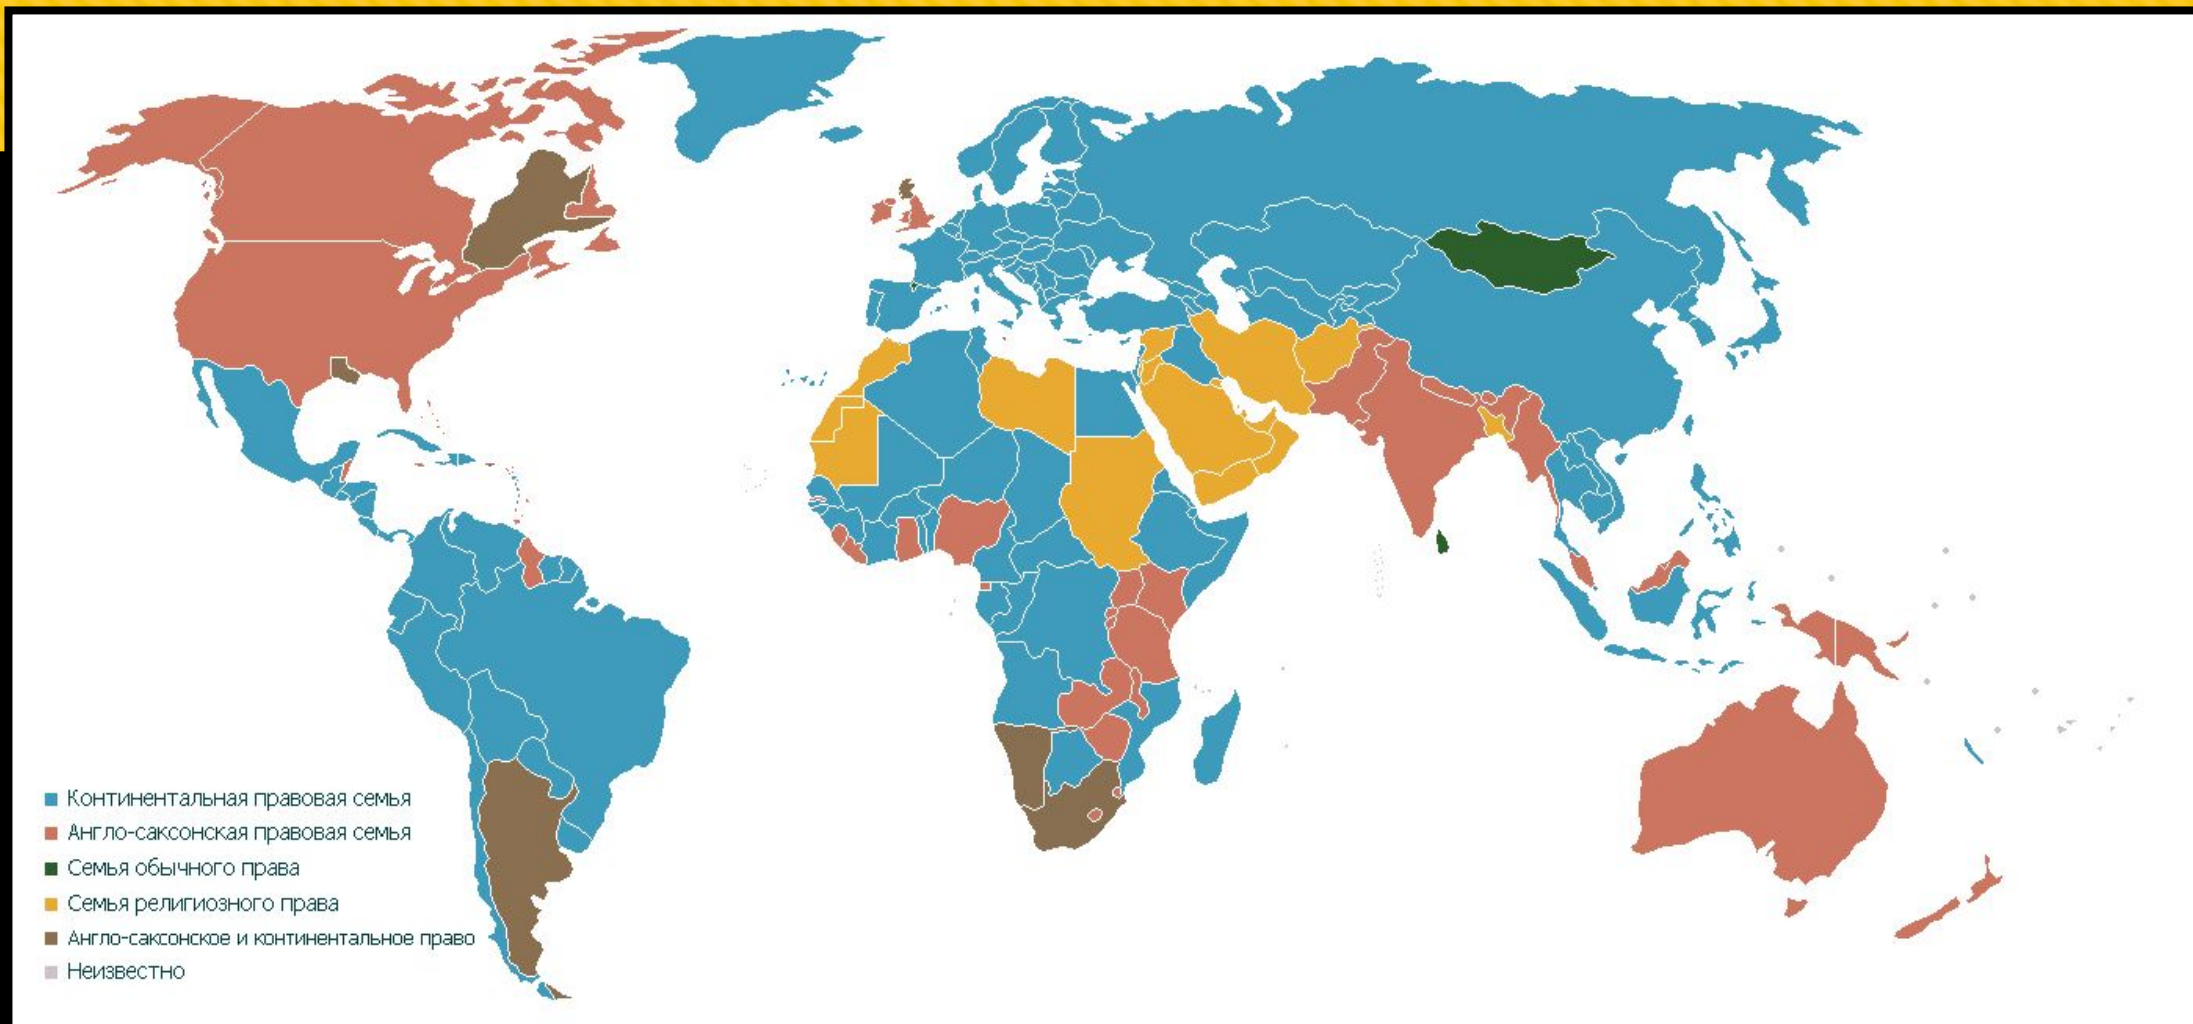 Континентальная правовая семья
Англо-саксонская правовая семья
Семья обычного права
Семья религиозного права
Англо-саксонское и континентальное право
Неизвестно